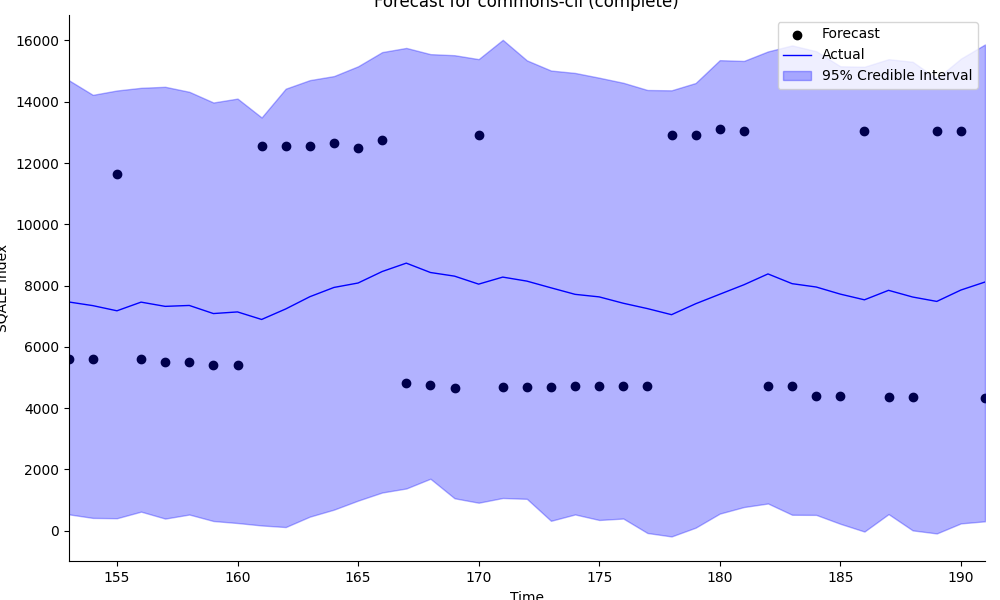 Forecast for commons-cli (complete)
Forecast
Actual
95% Credible Interval
16000
14000
12000
10000
8000
6000
4000
2000
0
SQALE Index
155 160 165 170 175 180 185 190
Time